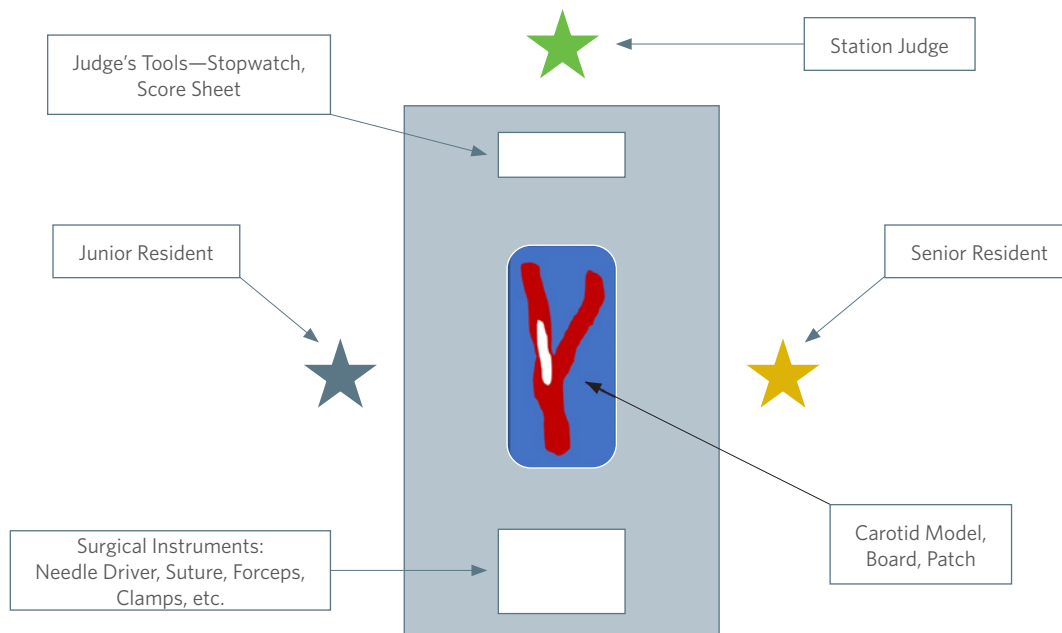 Station Judge
Judge's Tools—Stopwatch,
Score Sheet
Junior Resident
Senior Resident
Surgical Instruments:
Needle Driver, Suture, Forceps,
Clamps, etc.
Carotid Model,
Board, Patch